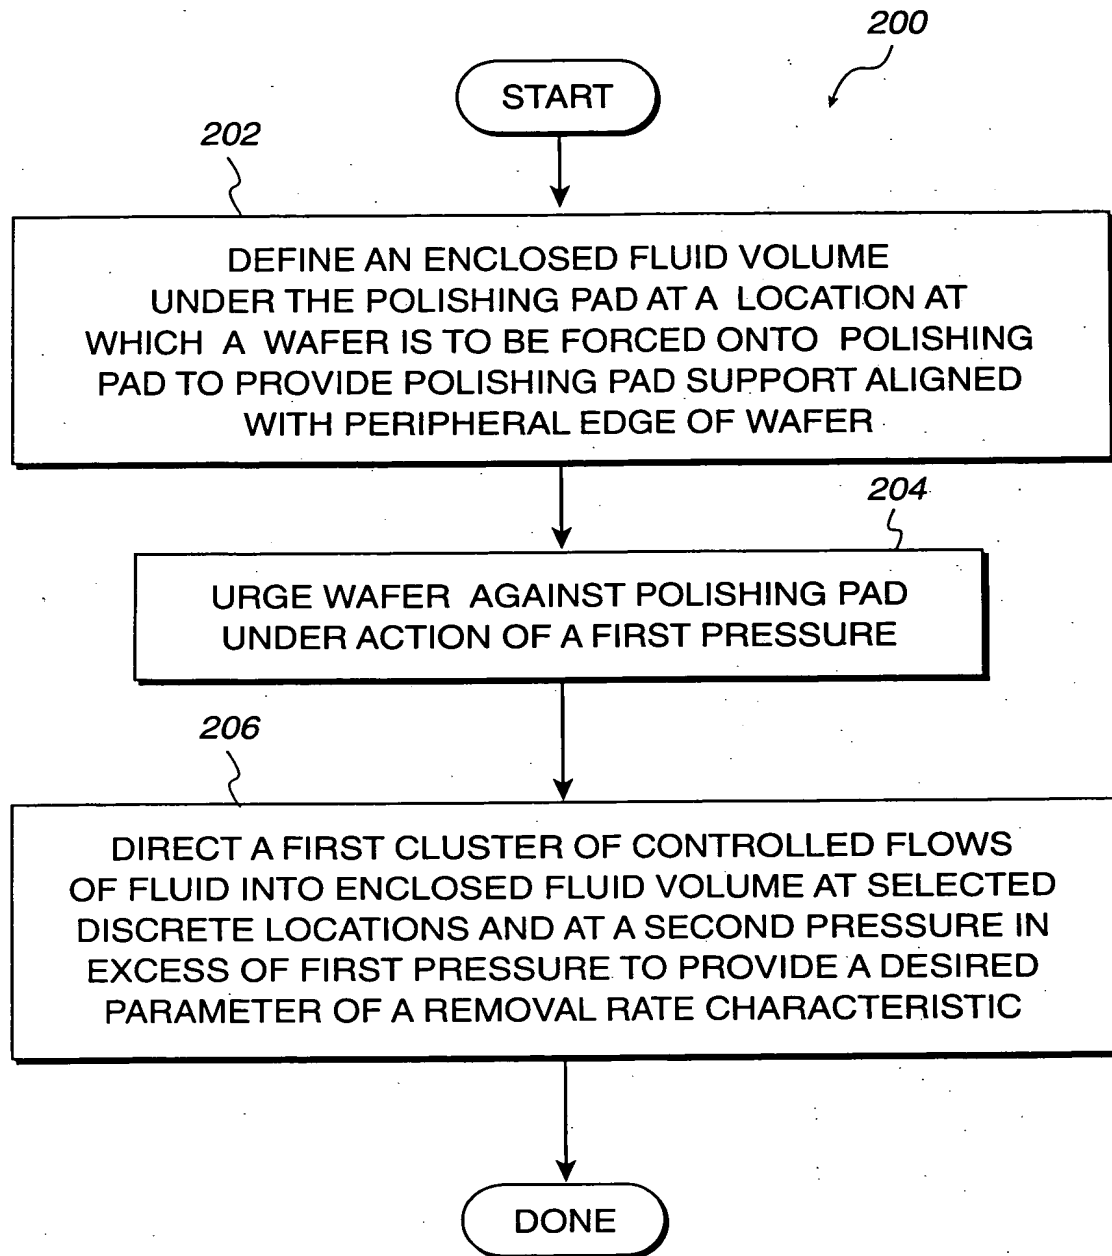 200
START
202
DEFINE AN ENCLOSED FLUID VOLUME
UNDER THE POLISHING PAD AT A LOCATION AT
WHICH A WAFER IS TO BE FORCED ONTO POLISHING
PAD TO PROVIDE POLISHING PAD SUPPORT ALIGNED
WITH PERIPHERAL EDGE OF WAFER
204
URGE WAFER AGAINST POLISHING PAD
UNDER ACTION OF A FIRST PRESSURE
206
DIRECT A FIRST CLUSTER OF CONTROLLED FLOWS
OF FLUID INTO ENCLOSED FLUID VOLUME AT SELECTED
DISCRETE LOCATIONS AND AT A SECOND PRESSURE IN
EXCESS OF FIRST PRESSURE TO PROVIDE A DESIRED
PARAMETER OF A REMOVAL RATE CHARACTERISTIC
DONE